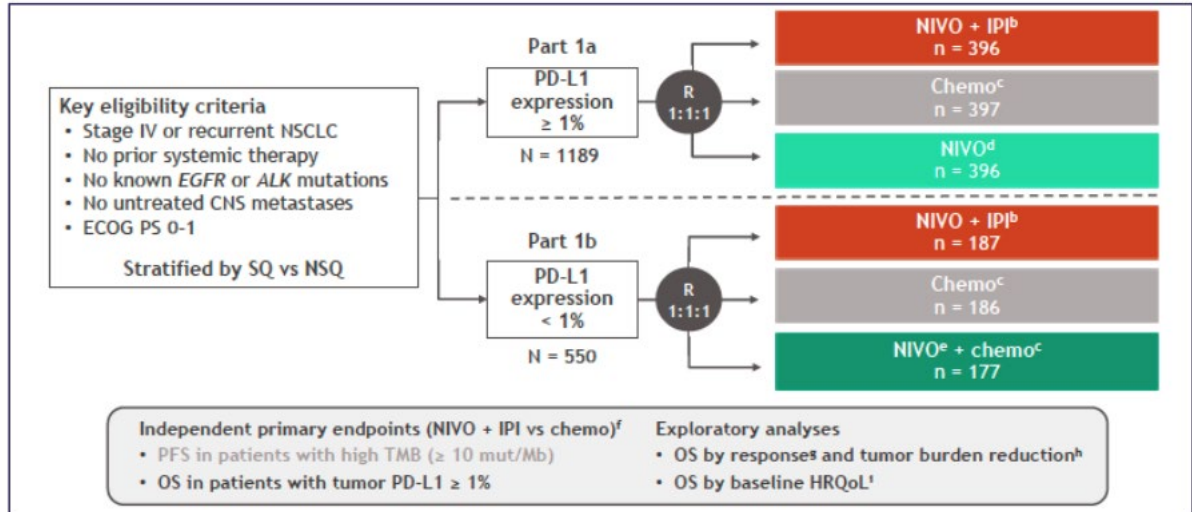 Key eligibility criteria
• Stage IV or recurrent NSCLC
• No prior systemic therapy
• No known EGFR or ALK mutations
• No untreated CNS metastases
• ECOG PS 0-1
Stratified by SQ vs NSQ
Part 1a
PD-L1
expression
≥ 1%
N = 1189
R
1:1:1
NIVO + IPIᵇ
n = 396
Chemoᶜ
n = 397
NIVOᵈ
n = 396
Part 1b
PD-L1
expression
< 1%
N = 550
R
1:1:1
NIVO + IPIᵇ
n = 187
Chemoᶜ
n = 186
NIVOᵉ + chemoᶜ
n = 177
Independent primary endpoints (NIVO + IPI vs chemo)ᶠ
• PFS in patients with high TMB (≥ 10 mut/Mb)
• OS in patients with tumor PD-L1 ≥ 1%
Exploratory analyses
• OS by responseᵍ and tumor burden reductionʰ
• OS by baseline HRQoLⁱ